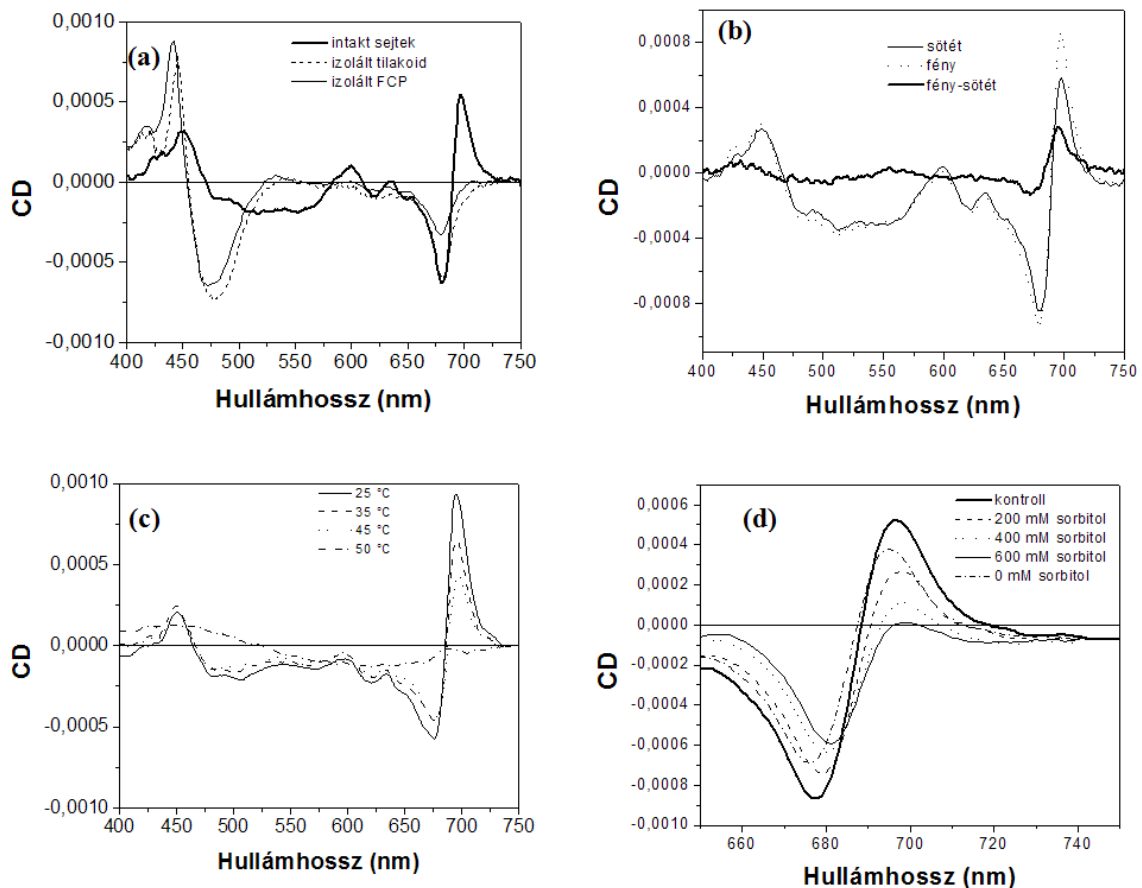 (a)
0,0010
0,0005
0,0000
-0,0005
-0,0010
CD
intakt sejtek
izolált tilakoid
izolált FCP
400 450 500 550 600 650 700 750
Hullámhossz (nm)
(b)
0,0008
0,0004
0,0000
-0,0004
-0,0008
CD
sötét
fény
fény-sötét
400 450 500 550 600 650 700 750
Hullámhossz (nm)
(c)
0,0010
0,0005
0,0000
-0,0005
-0,0010
CD
25 °C
35 °C
45 °C
50 °C
400 450 500 550 600 650 700 750
Hullámhossz (nm)
(d)
0,0006
0,0004
0,0002
0,0000
-0,0002
-0,0004
-0,0006
-0,0008
-0,0010
CD
kontroll
200 mM sorbitol
400 mM sorbitol
600 mM sorbitol
0 mM sorbitol
660 680 700 720 740
Hullámhossz (nm)